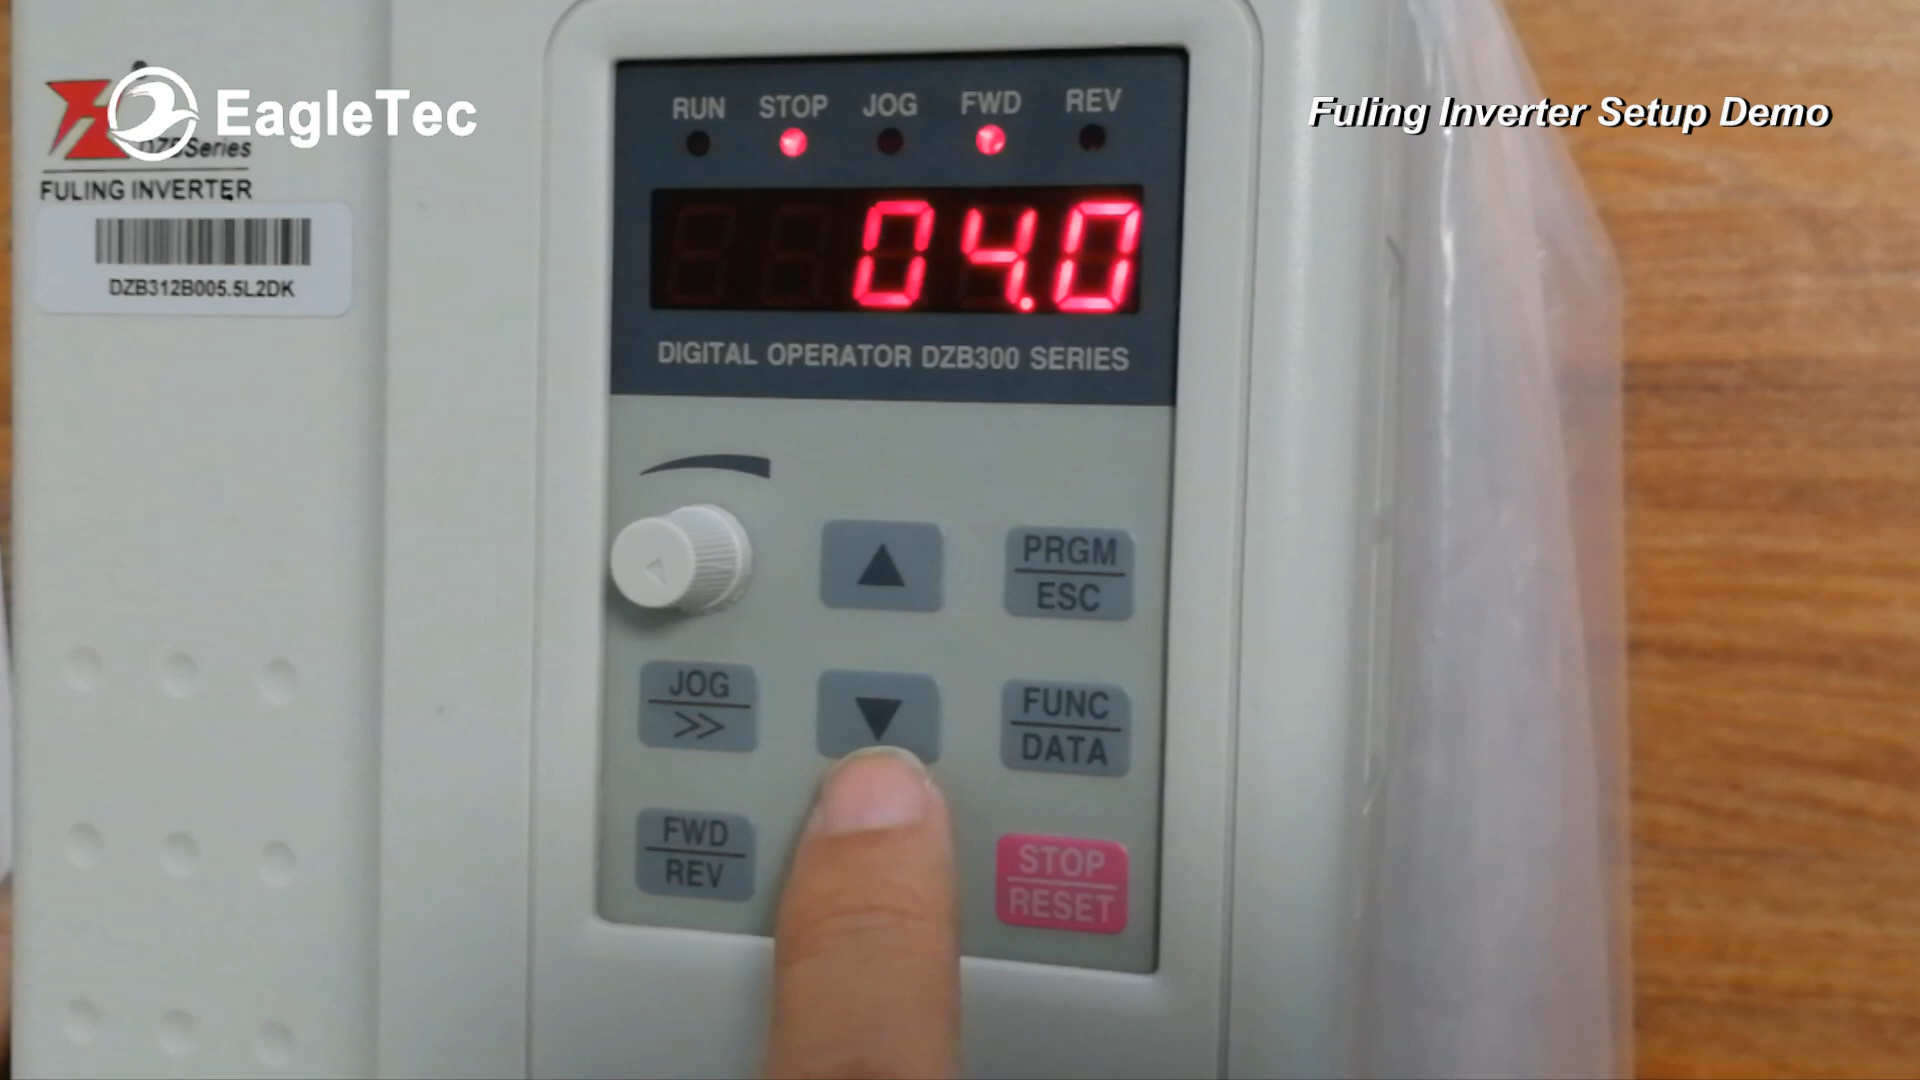 EagleTec
DZBSeries
FULING INVERTER
DZB312B005.5L2DK
Fuling Inverter Setup Demo
RUN STOP JOG FWD REV
04.0
DIGITAL OPERATOR DZB300 SERIES
PRGM
ESC
JOG
>>
FUNC
DATA
FWD
REV
STOP
RESET